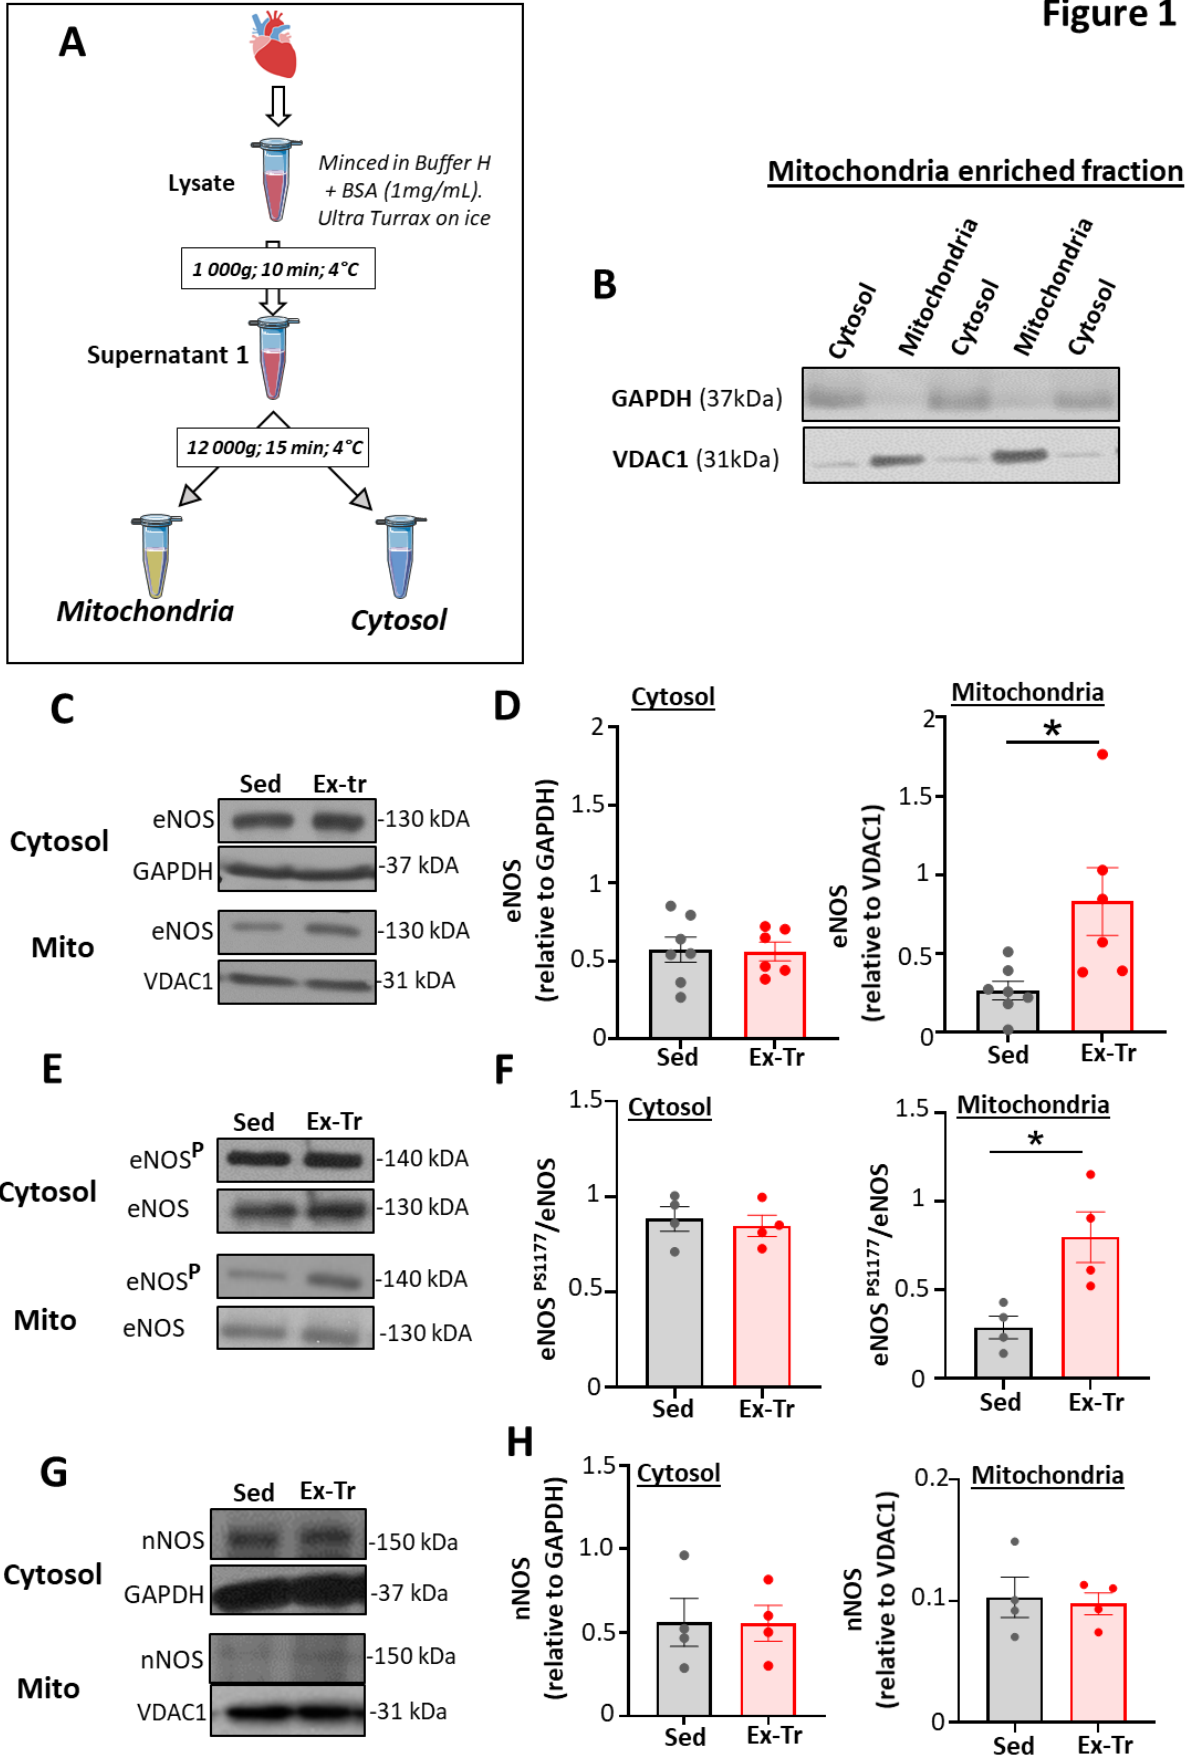 Figure 1
A
Lysate
Minced in Buffer H
+ BSA (1mg/mL).
Ultra Turrax on ice
1 000g; 10 min; 4°C
Supernatant 1
12 000g; 15 min; 4°C
Mitochondria
Cytosol
Mitochondria enriched fraction
B
Cytosol
Mitochondria
Cytosol
Mitochondria
Cytosol
GAPDH (37kDa)
VDAC1 (31kDa)
C
Sed Ex-tr
Cytosol
eNOS -130 kDA
GAPDH -37 kDA
Mito
eNOS -130 kDA
VDAC1 -31 kDA
D
Cytosol
eNOS
(relative to GAPDH)
2
1.5
1
0.5
0
Sed Ex-Tr
Mitochondria
eNOS
(relative to VDAC1)
2
1.5
1
0.5
0
*
Sed Ex-Tr
E
Sed Ex-Tr
Cytosol
eNOSP -140 kDA
eNOS -130 kDA
Mito
eNOSP -140 kDA
eNOS -130 kDA
F
Cytosol
eNOS PS1177/eNOS
1.5
1
0.5
0
Sed Ex-Tr
Mitochondria
eNOS PS1177/eNOS
1.5
1
0.5
0
*
Sed Ex-Tr
G
Sed Ex-Tr
Cytosol
nNOS -150 kDa
GAPDH -37 kDa
Mito
nNOS -150 kDa
VDAC1 -31 kDa
H
Cytosol
nNOS
(relative to GAPDH)
1.5
1.0
0.5
0
Sed Ex-Tr
Mitochondria
nNOS
(relative to VDAC1)
0.2
0.1
0
Sed Ex-Tr